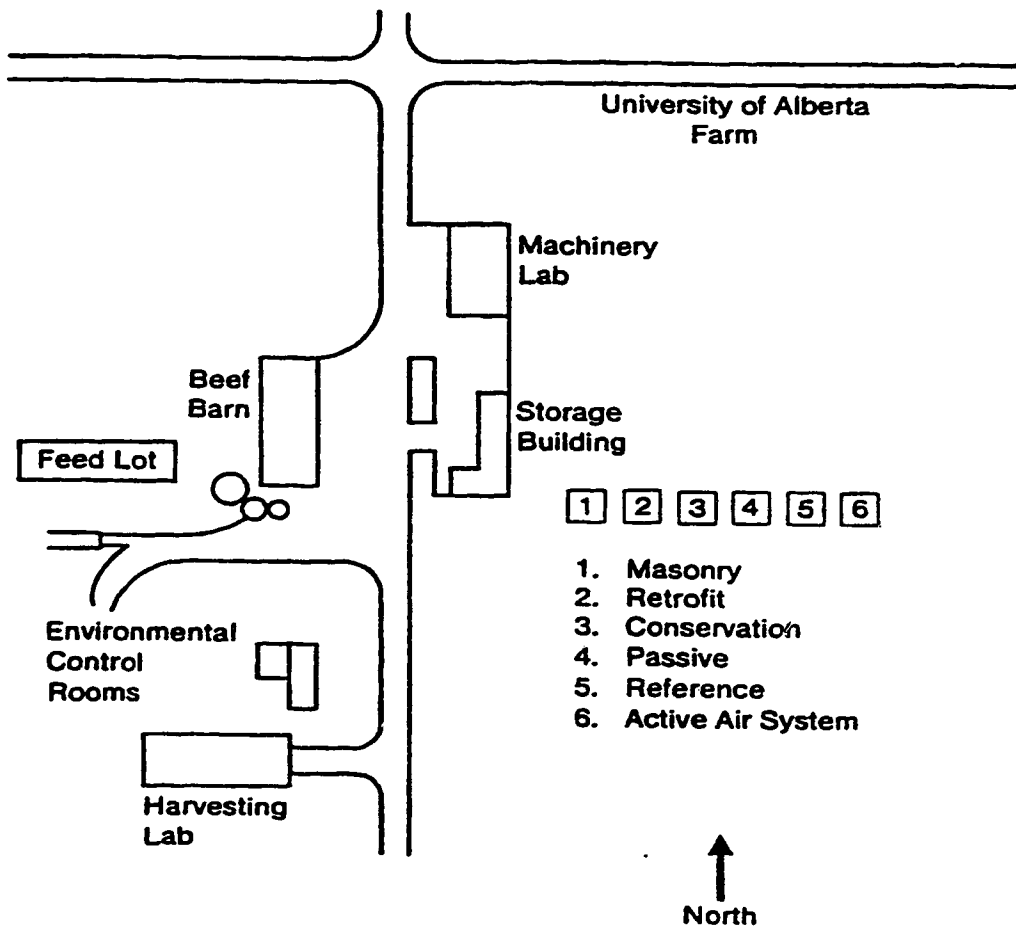 University of Alberta
Farm
Machinery
Lab
Beef
Barn
Storage
Building
Feed Lot
1 2 3 4 5 6
1. Masonry
2. Retrofit
3. Conservation
4. Passive
5. Reference
6. Active Air System
Environmental
Control
Rooms
Harvesting
Lab
North